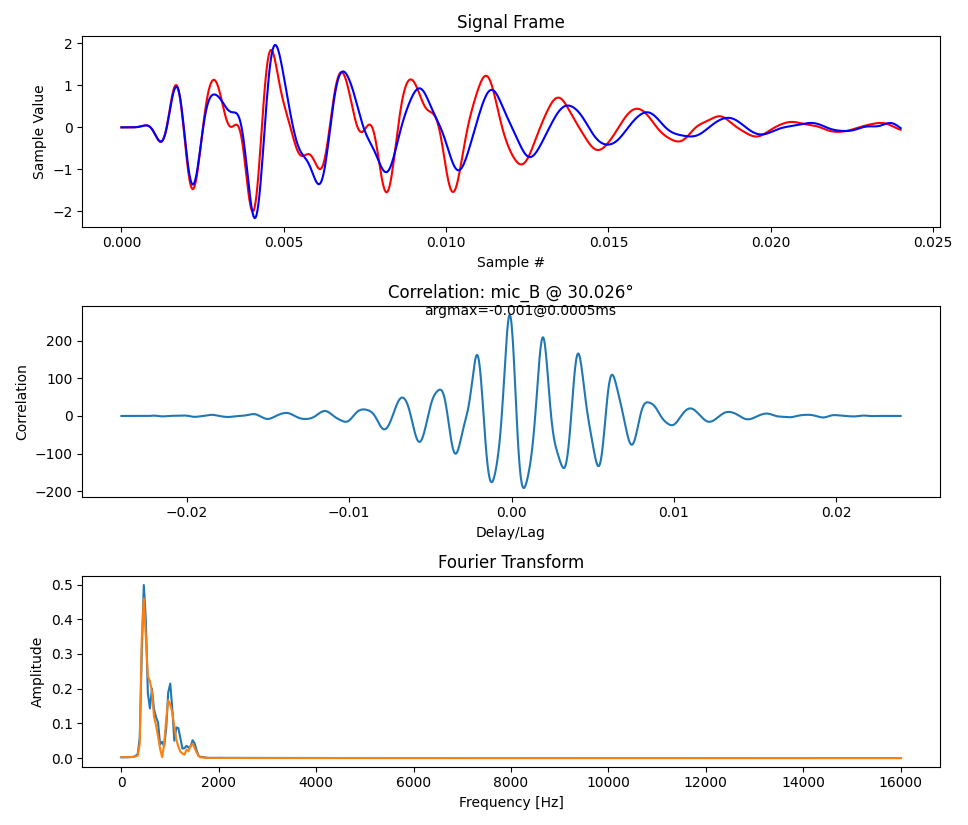 Signal Frame
2
1
0
−1
−2
Sample Value
0.000 0.005 0.010 0.015 0.020 0.025
Sample #
Correlation: mic_B @ 30.026°
argmax=-0.001@0.0005ms
200
100
0
−100
−200
Correlation
−0.02 −0.01 0.00 0.01 0.02
Delay/Lag
Fourier Transform
0.5
0.4
0.3
0.2
0.1
0.0
Amplitude
0 2000 4000 6000 8000 10000 12000 14000 16000
Frequency [Hz]